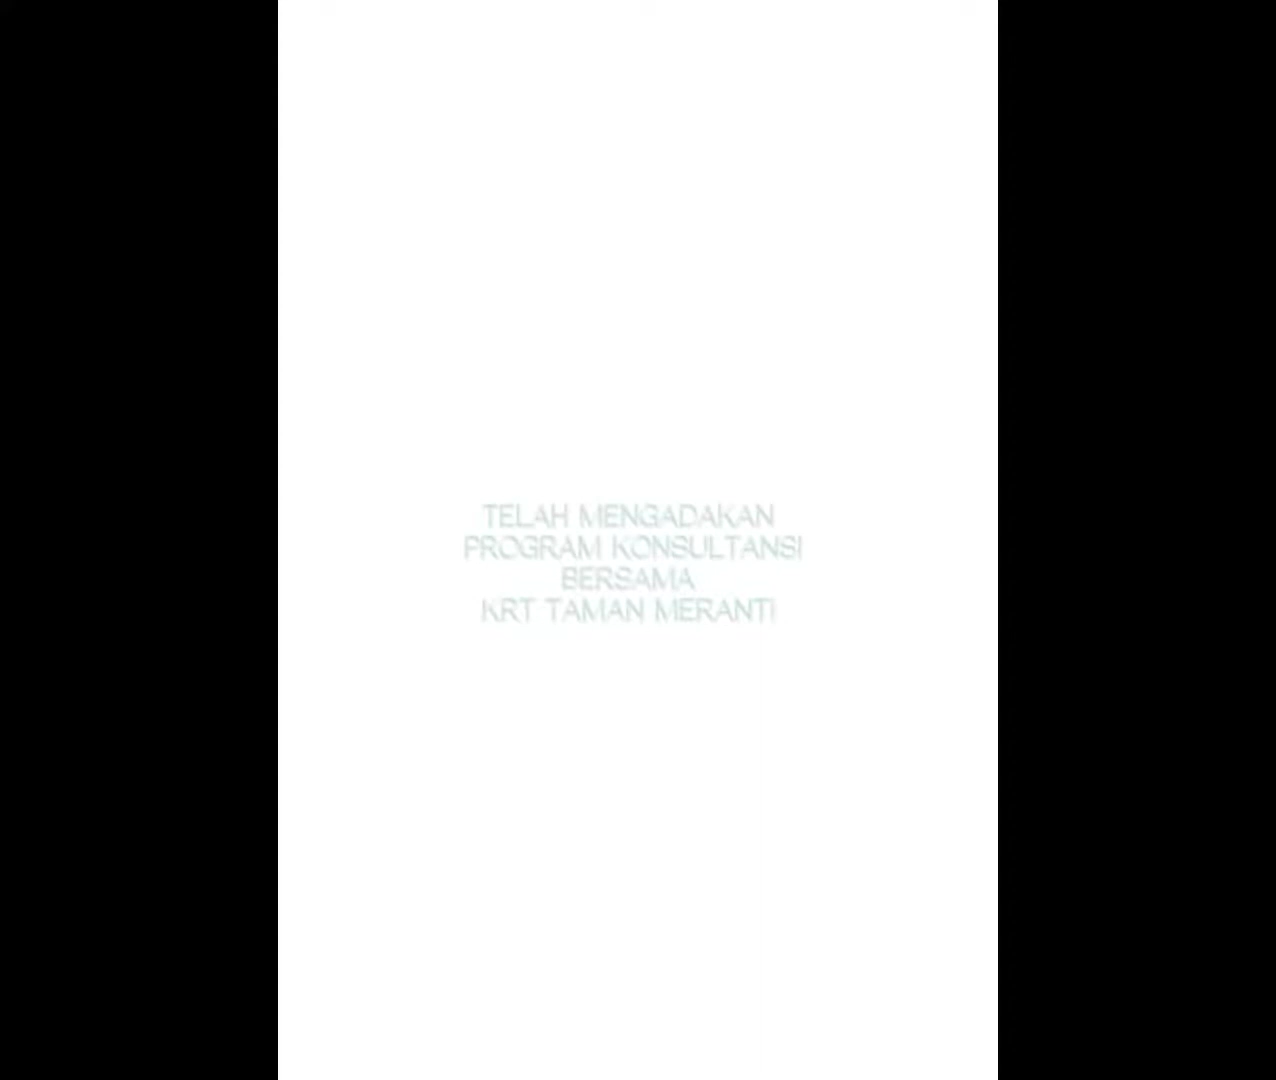 TELAH MENGADAKAN
PROGRAM KONSULTANSI
BERSAMA
KRT TAMAN MERANTI